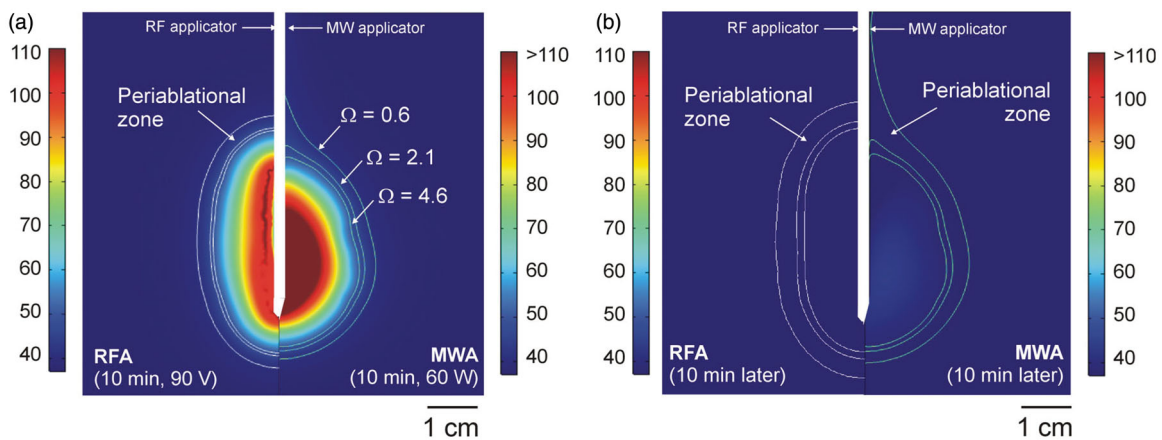 (a)
RF applicator
MW applicator
110
100
90
80
70
60
50
40
Periablational
zone
Ω = 0.6
Ω = 2.1
Ω = 4.6
>110
100
90
80
70
60
50
40
RFA
(10 min, 90 V)
MWA
(10 min, 60 W)
1 cm
(b)
RF applicator
MW applicator
110
100
90
80
70
60
50
40
Periablational
zone
Periablational
zone
>110
100
90
80
70
60
50
40
RFA
(10 min later)
MWA
(10 min later)
1 cm